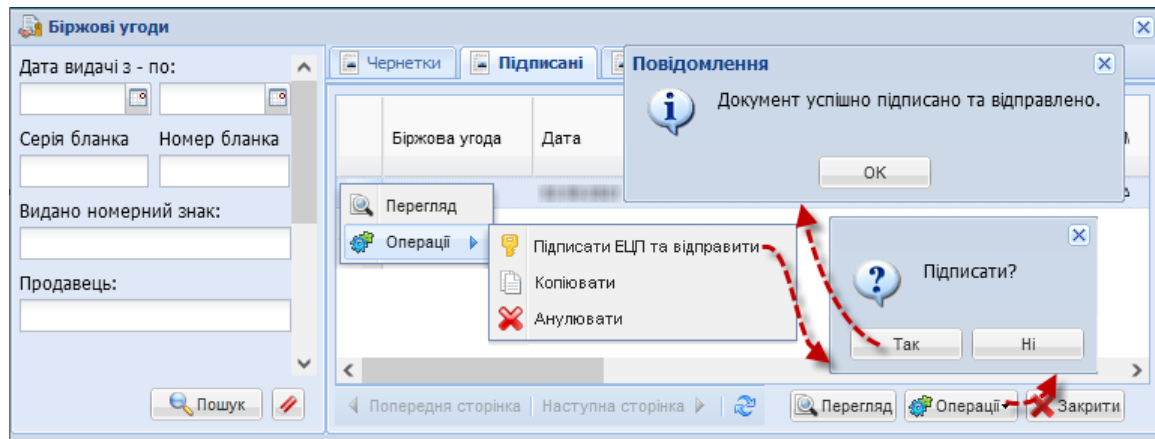 Біржові угоди
Дата видачі з - по:
Серія бланка Номер бланка
Видано номерний знак:
Продавець:
Пошук
Чернетки Підписані
Біржова угода Дата
Перегляд
Операції
Підписати ЕЦП та відправити
Копіювати
Анулювати
Повідомлення
Документ успішно підписано та відправлено.
ОК
Підписати?
Так Ні
Попередня сторінка Наступна сторінка
Перегляд Операції Закрити